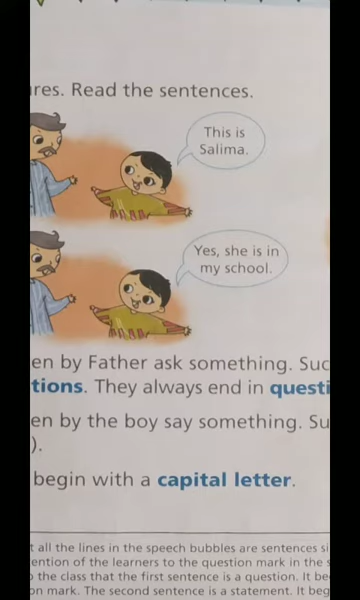 res. Read the sentences.
This is
Salima.
Yes, she is in
my school.
en by Father ask something. Suc
tions. They always end in questi
en by the boy say something. Su
).
begin with a capital letter.
t all the lines in the speech bubbles are sentences si
ention of the learners to the question mark in the s
the class that the first sentence is a question. It be
on mark. The second sentence is a statement. It beg